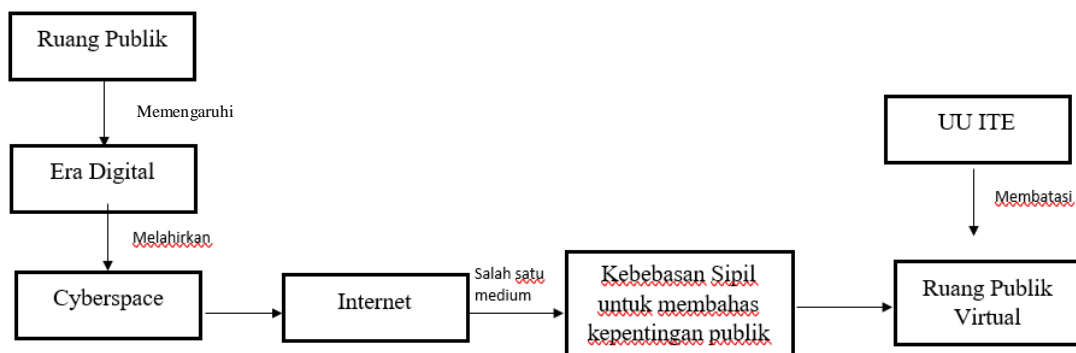 Ruang Publik
Memengaruhi
UU ITE
Era Digital
Membatasi
Melahirkan
Cyberspace
Internet
Salah satu
medium
Kebebasan Sipil
untuk membahas
kepentingan publik
Ruang Publik
Virtual